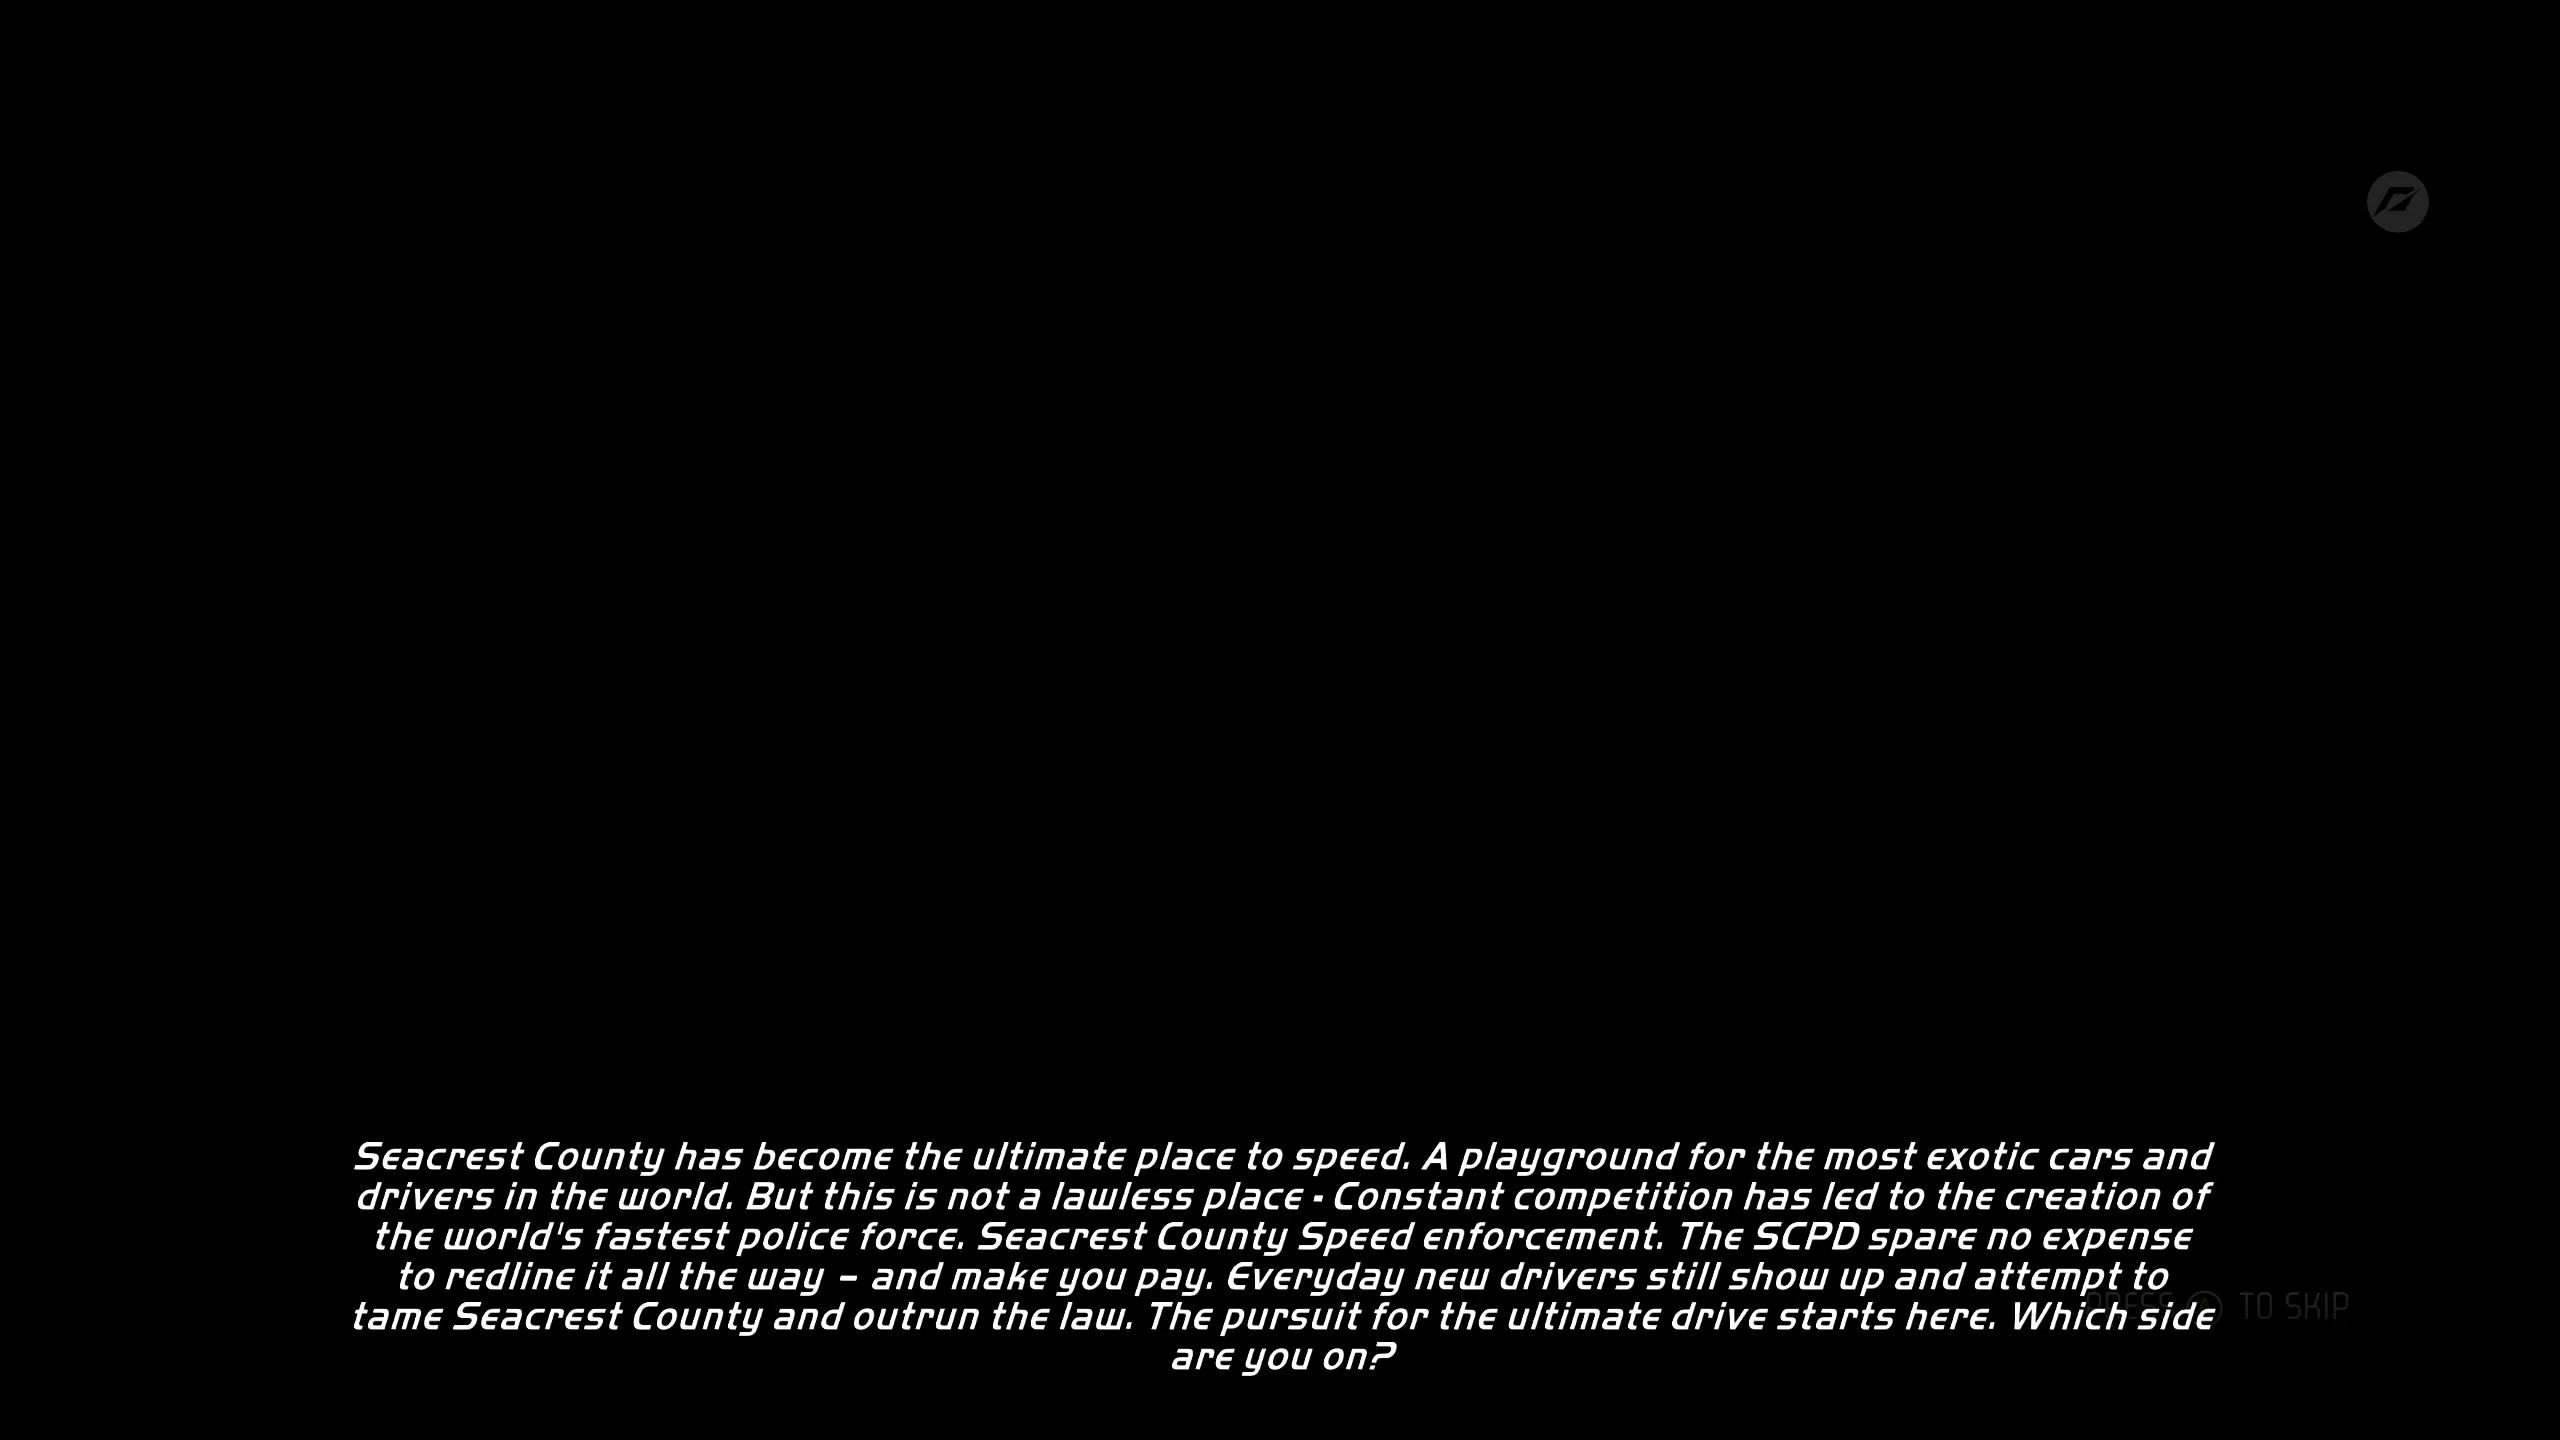 Seacrest County has become the ultimate place to speed. A playground for the most exotic cars and
drivers in the world. But this is not a lawless place - Constant competition has led to the creation of
the world's fastest police force. Seacrest County Speed enforcement. The SCPD spare no expense
to redline it all the way – and make you pay. Everyday new drivers still show up and attempt to
tame Seacrest County and outrun the law. The pursuit for the ultimate drive starts here. Which side
are you on?
PRESS A TO SKIP